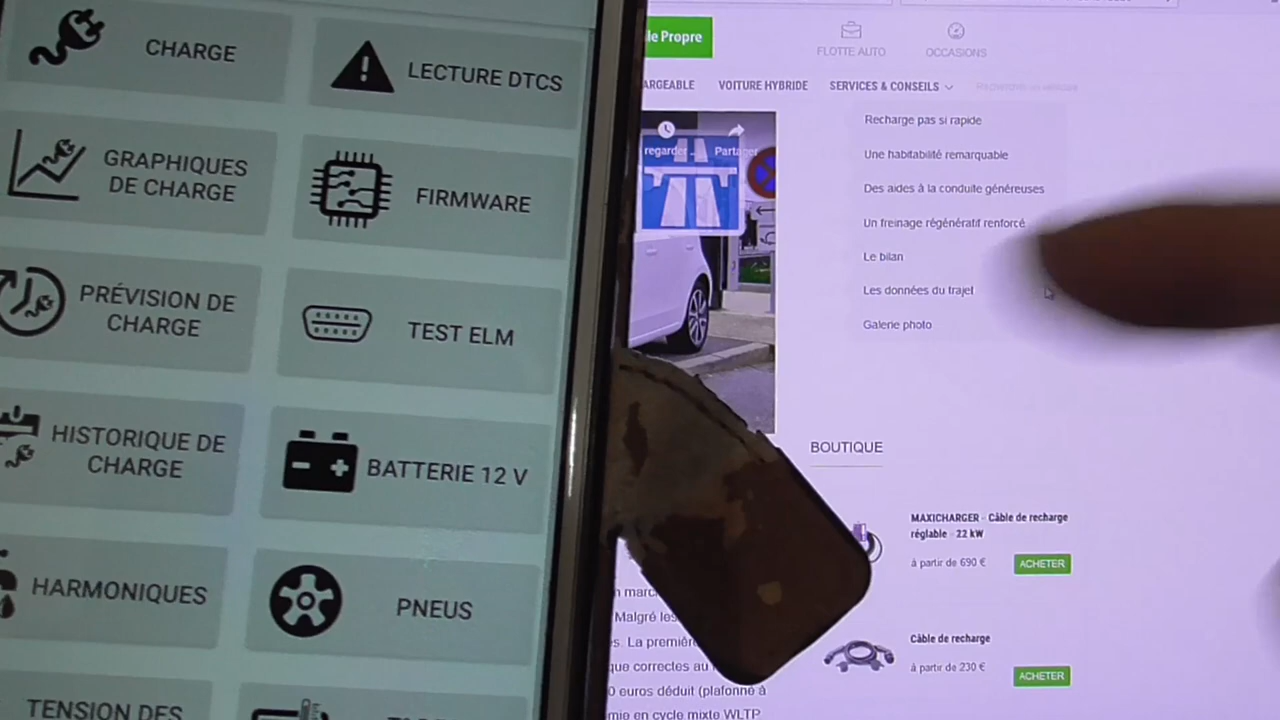 CHARGE
LECTURE DTCS
GRAPHIQUES
DE CHARGE
FIRMWARE
PRÉVISION DE
CHARGE
TEST ELM
HISTORIQUE DE
CHARGE
BATTERIE 12 V
HARMONIQUES
PNEUS
TENSION DES
le Propre
FLOTTE AUTO
OCCASIONS
ARGEABLE
VOITURE HYBRIDE
SERVICES & CONSEILS
regarder ...
Partager
Recharge pas si rapide
Une habitabilité remarquable
Des aides à la conduite généreuses
Un freinage régénératif renforcé
Le bilan
Les données du trajet
Galerie photo
BOUTIQUE
MAXICHARGER - Câble de recharge
réglable - 22 kW
à partir de 690 €
ACHETER
Câble de recharge
à partir de 230 €
ACHETER
n marc
Malgré les
s. La première
que correctes au
0 euros déduit (plafonné à
mie en cycle mixte WLTP